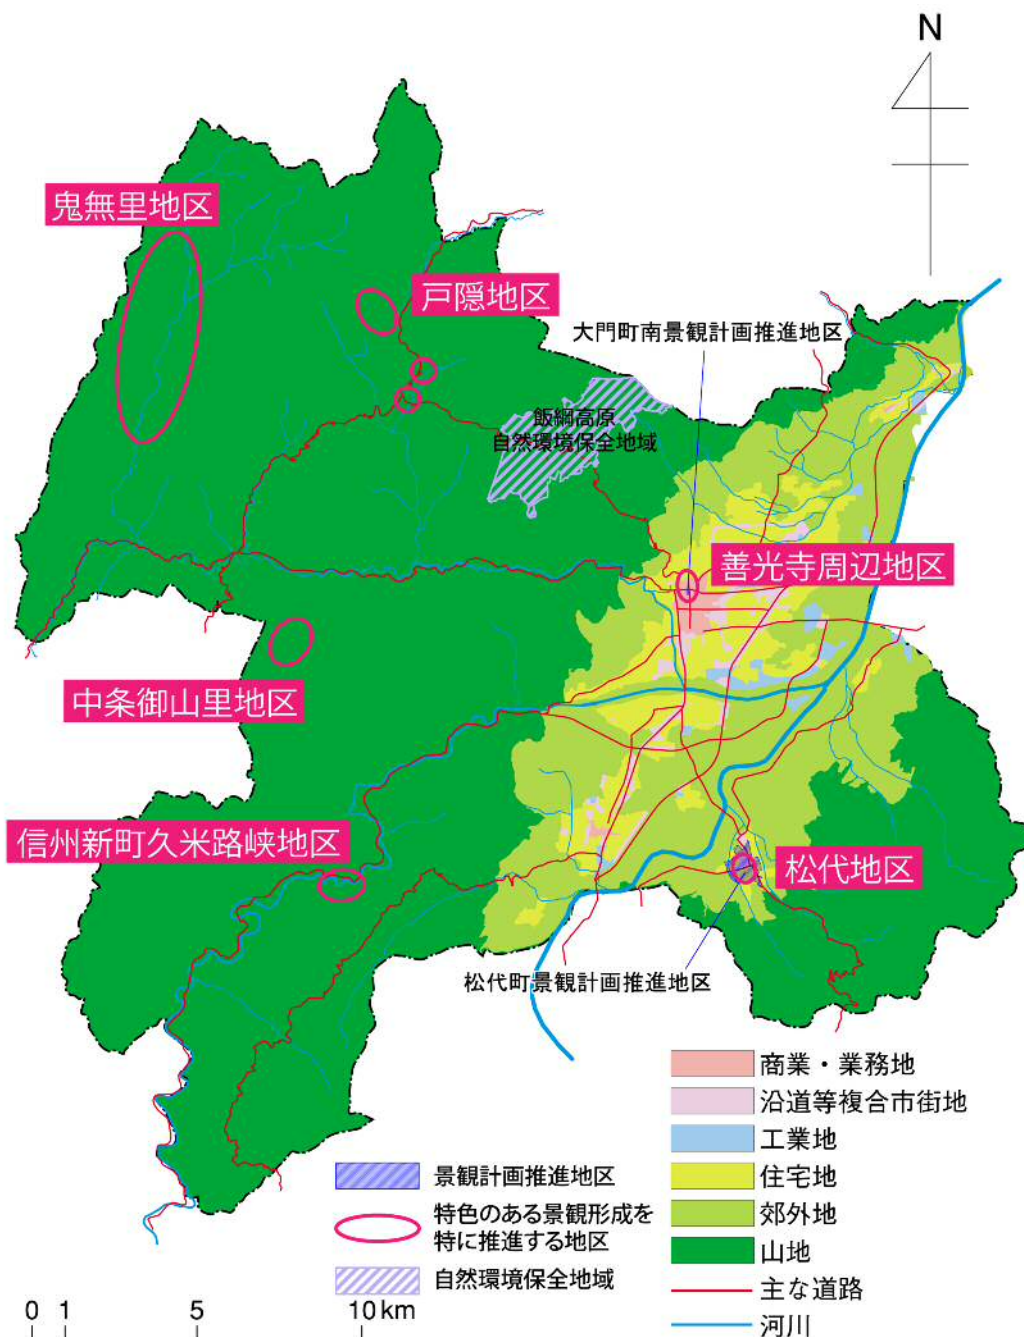 N
鬼無里地区
戸隠地区
大門町南景観計画推進地区
飯綱高原
自然環境保全地域
善光寺周辺地区
中条御山里地区
信州新町久米路峡地区
松代地区
松代町景観計画推進地区
商業・業務地
沿道等複合市街地
工業地
住宅地
郊外地
山地
主な道路
河川
景観計画推進地区
特色のある景観形成を
特に推進する地区
自然環境保全地域
0 1 5 10km